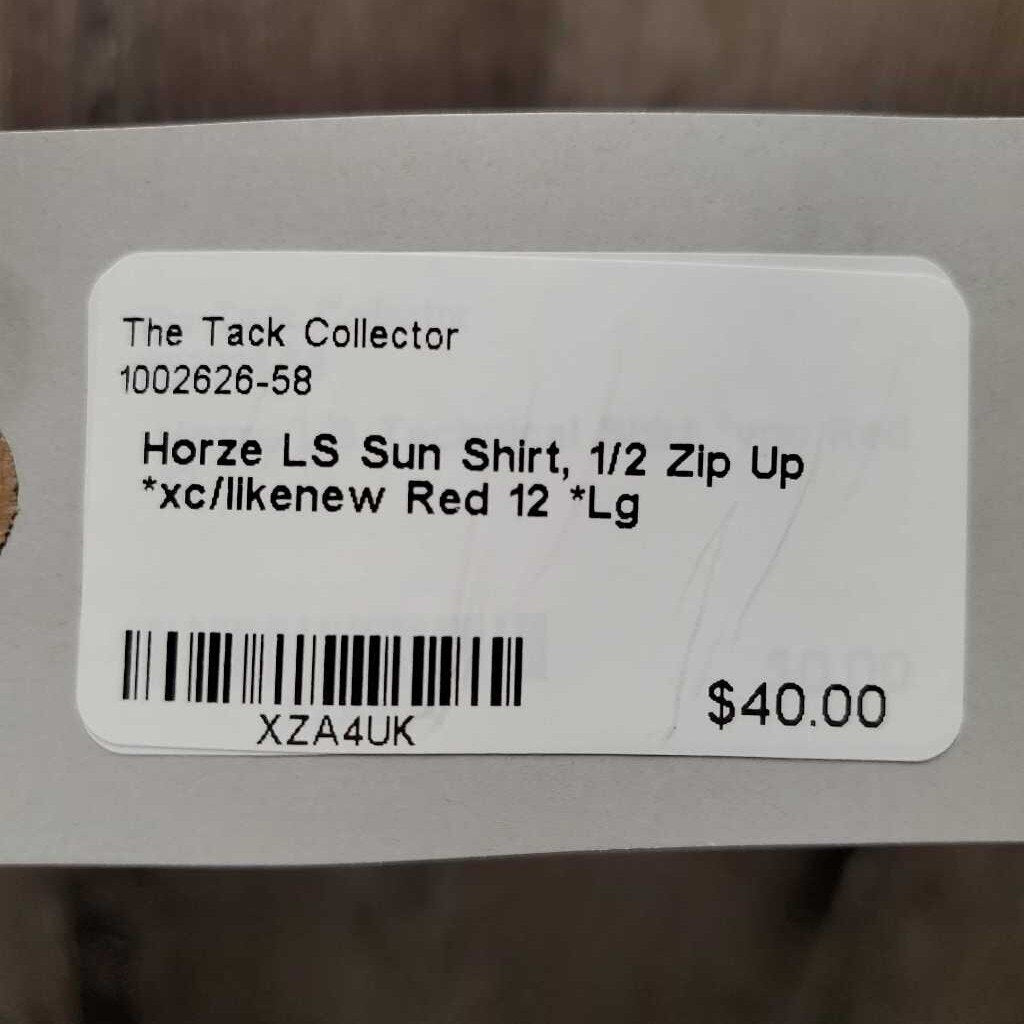 The Tack Collector
1002626-58
Horze LS Sun Shirt, 1/2 Zip Up
*xc/likenew Red 12 *Lg
XZA4UK
$40.00